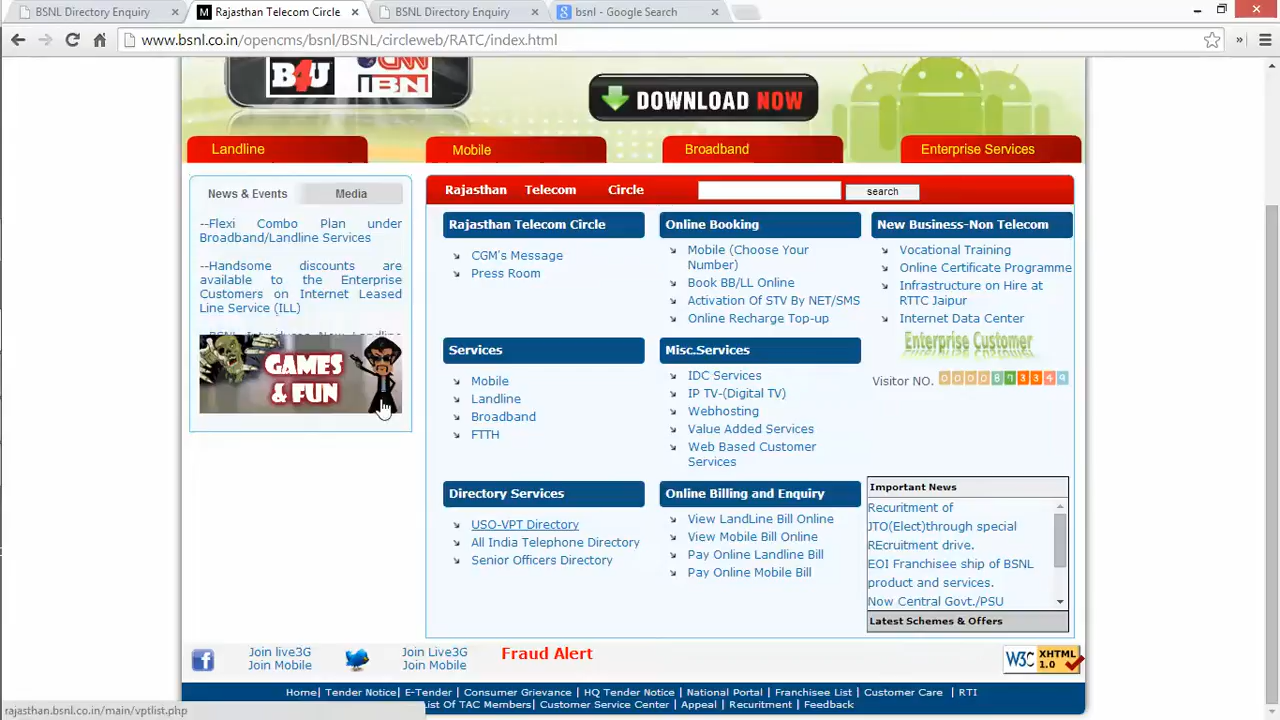 BSNL Directory Enquiry
Rajasthan Telecom Circle
BSNL Directory Enquiry
bsnl - Google Search
www.bsnl.co.in/opencms/bsnl/BSNL/circleweb/RATC/index.html
B4U
CNN
IBN
DOWNLOAD NOW
Landline
Mobile
Broadband
Enterprise Services
News & Events
Media
--Flexi Combo Plan under
Broadband/Landline Services
--Handsome discounts are
available to the Enterprise
Customers on Internet Leased
Line Service (ILL)
--BSNL Introduces New Landline
GAMES
& FUN
Rajasthan Telecom Circle
search
Rajasthan Telecom Circle
CGM's Message
Press Room
Online Booking
Mobile (Choose Your
Number)
Book BB/LL Online
Activation Of STV By NET/SMS
Online Recharge Top-up
New Business-Non Telecom
Vocational Training
Online Certificate Programme
Infrastructure on Hire at
RTTC Jaipur
Internet Data Center
Enterprise Customer
Visitor NO. 0000873349
Services
Mobile
Landline
Broadband
FTTH
Misc.Services
IDC Services
IP TV-(Digital TV)
Webhosting
Value Added Services
Web Based Customer
Services
Directory Services
USO-VPT Directory
All India Telephone Directory
Senior Officers Directory
Online Billing and Enquiry
View LandLine Bill Online
View Mobile Bill Online
Pay Online Landline Bill
Pay Online Mobile Bill
Important News
Recuritment of
JTO(Elect)through special
REcruitment drive.
EOI Franchisee ship of BSNL
product and services.
Now Central Govt./PSU
Latest Schemes & Offers
Join live3G
Join Mobile
Join Live3G
Join Mobile
Fraud Alert
W3C XHTML
1.0
Home| Tender Notice| E-Tender | Consumer Grievance | HQ Tender Notice | National Portal | Franchisee List | Customer Care | RTI
List Of TAC Members| Customer Service Center | Appeal | Recruitment | Feedback
rajasthan.bsnl.co.in/main/vptlist.php